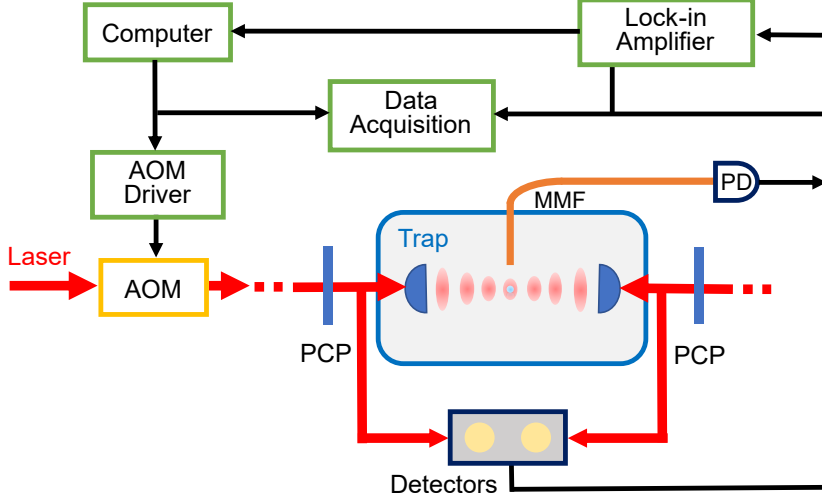 Computer
Lock-in
Amplifier
Data
Acquisition
AOM
Driver
PD
MMF
Trap
Laser
AOM
PCP
PCP
Detectors